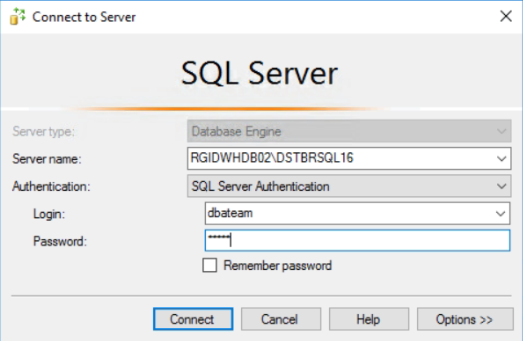 Connect to Server
SQL Server
Server type: Database Engine
Server name: RGIDWHDB02\DSTBRSQL16
Authentication: SQL Server Authentication
Login: dbateam
Password: *****
Remember password
Connect Cancel Help Options >>